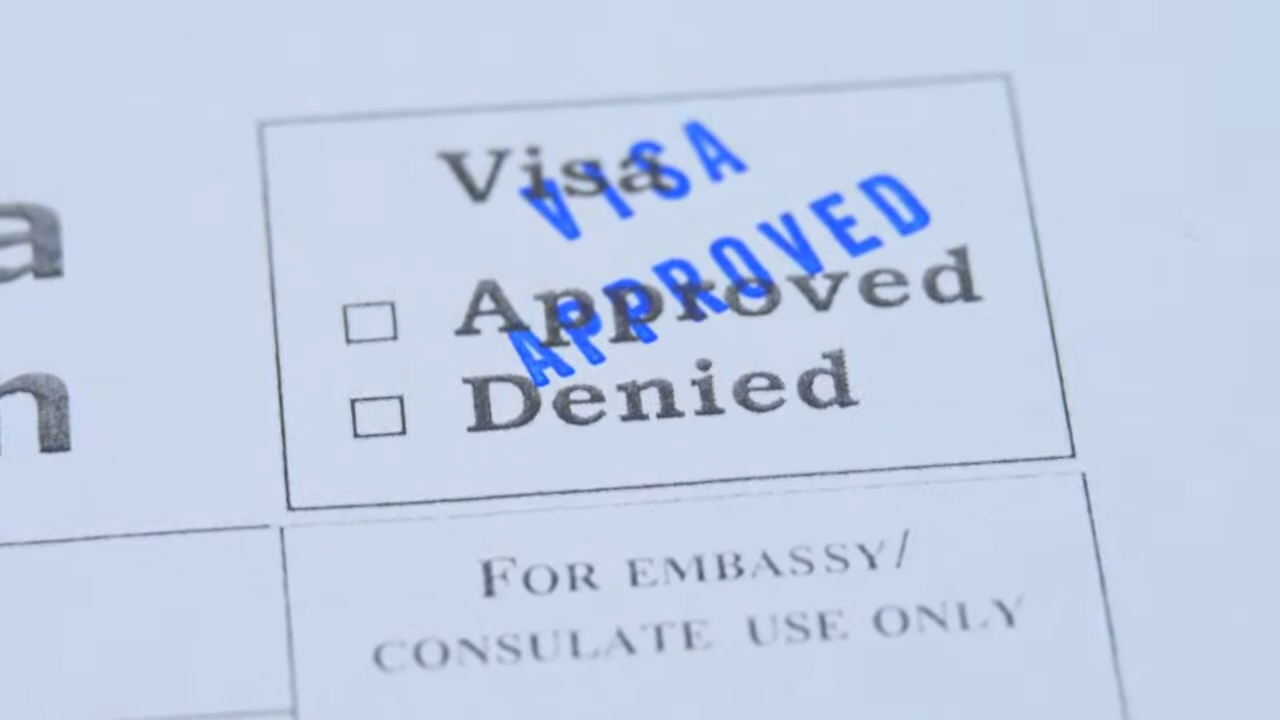 a
n
Visa
VISA
APPROVED
Approved
Denied
FOR EMBASSY/
CONSULATE USE ONLY